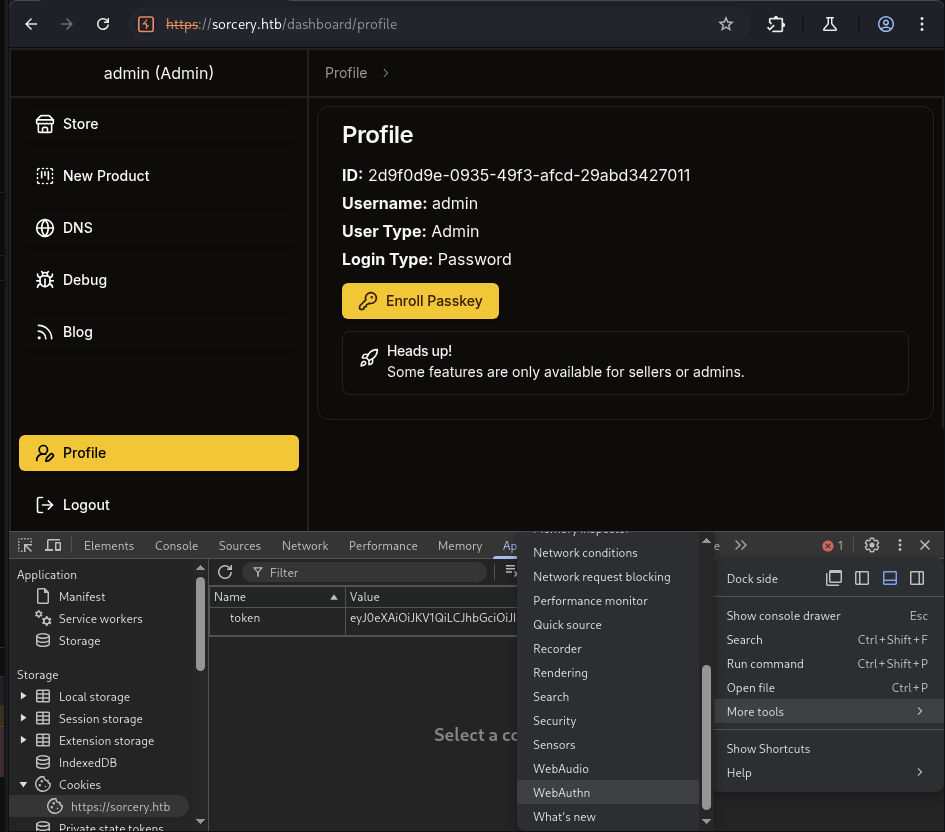 https://sorcery.htb/dashboard/profile
admin (Admin)
Profile
Store
New Product
DNS
Debug
Blog
Profile
Logout
Profile
ID: 2d9f0d9e-0935-49f3-afcd-29abd3427011
Username: admin
User Type: Admin
Login Type: Password
Enroll Passkey
Heads up!
Some features are only available for sellers or admins.
Elements
Console
Sources
Network
Performance
Memory
Ap
e
1
Application
Manifest
Service workers
Storage
Storage
Local storage
Session storage
Extension storage
IndexedDB
Cookies
https://sorcery.htb
Private state tokens
Filter
Name
Value
token
eyJ0eXAiOiJKV1QiLCJhbGciOiJI
Select a co
Memory inspector
Network conditions
Network request blocking
Performance monitor
Quick source
Recorder
Rendering
Search
Security
Sensors
WebAudio
WebAuthn
What's new
Dock side
Show console drawer Esc
Search Ctrl+Shift+F
Run command Ctrl+Shift+P
Open file Ctrl+P
More tools
Show Shortcuts
Help